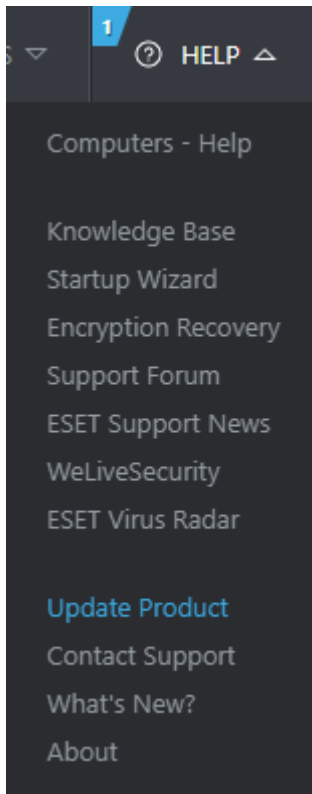 1
HELP
Computers - Help
Knowledge Base
Startup Wizard
Encryption Recovery
Support Forum
ESET Support News
WeLiveSecurity
ESET Virus Radar
Update Product
Contact Support
What's New?
About